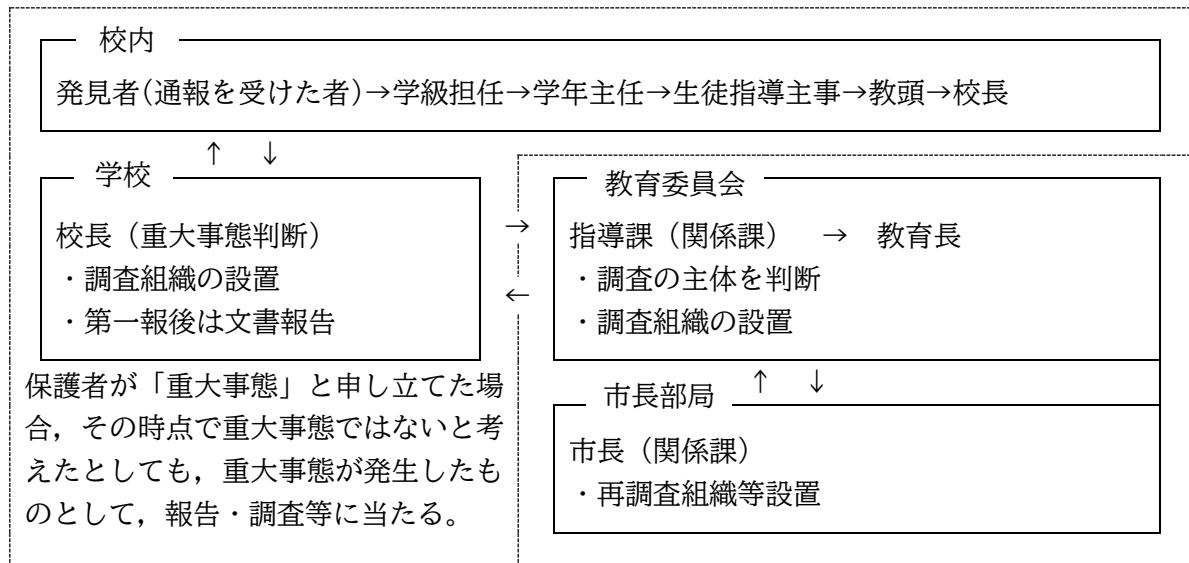 校内
発見者（通報を受けた者）→学級担任→学年主任→生徒指導主事→教頭→校長
↑ ↓
学校
校長（重大事態判断）
・調査組織の設置
・第一報後は文書報告
保護者が「重大事態」と申し立てた場
合，その時点で重大事態ではないと考
えたとしても，重大事態が発生したも
のとして，報告・調査等に当たる。
→
←
教育委員会
指導課（関係課） → 教育長
・調査の主体を判断
・調査組織の設置
↑ ↓
市長部局
市長（関係課）
・再調査組織等設置